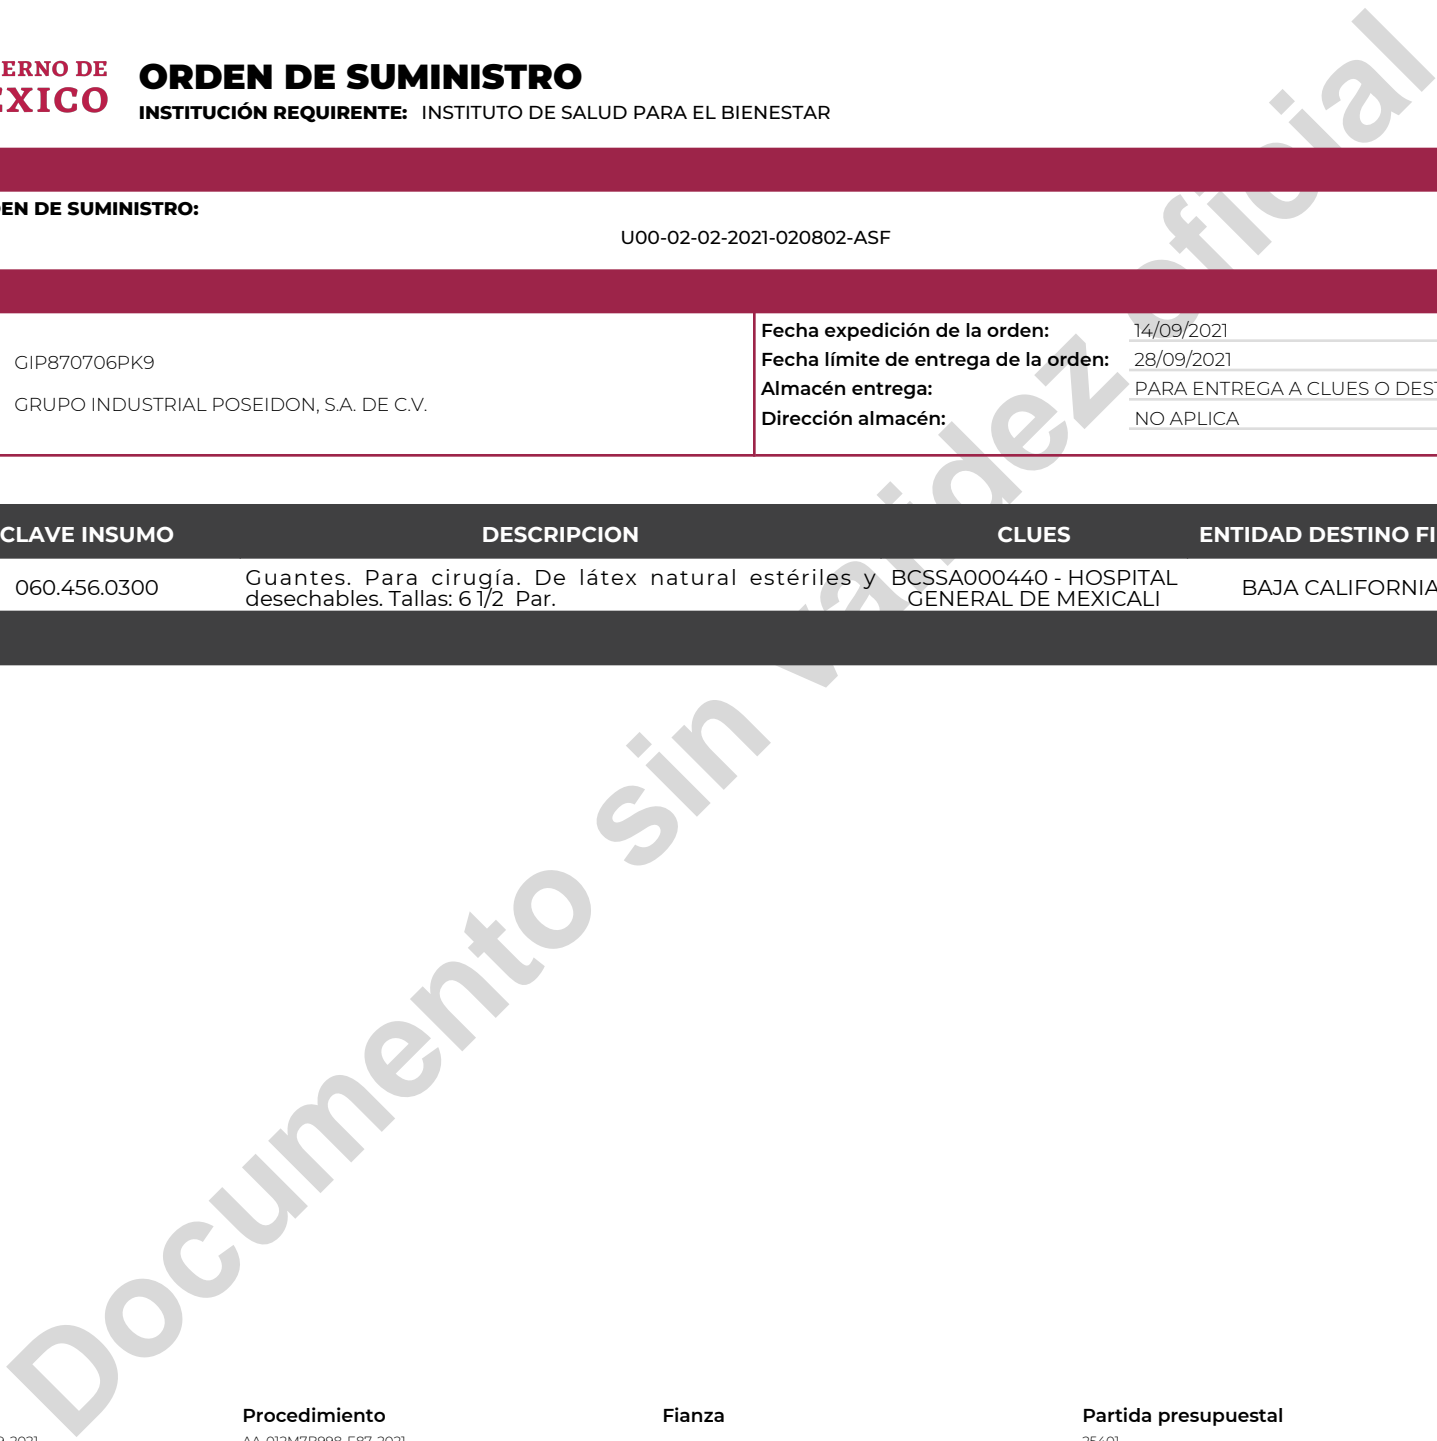 ERNO DE
EXICO
ORDEN DE SUMINISTRO
INSTITUCIÓN REQUIRENTE: INSTITUTO DE SALUD PARA EL BIENESTAR
EN DE SUMINISTRO:
U00-02-02-2021-020802-ASF
GIP870706PK9
GRUPO INDUSTRIAL POSEIDON, S.A. DE C.V.
Fecha expedición de la orden: 14/09/2021
Fecha límite de entrega de la orden: 28/09/2021
Almacén entrega: PARA ENTREGA A CLUES O DEST
Dirección almacén: NO APLICA
CLAVE INSUMO DESCRIPCION CLUES ENTIDAD DESTINO FI
060.456.0300 Guantes. Para cirugía. De látex natural estériles y desechables. Tallas: 6 1/2 Par. BCSSA000440 - HOSPITAL GENERAL DE MEXICALI BAJA CALIFORNIA
Documento sin validez oficial
Procedimiento Fianza Partida presupuestal